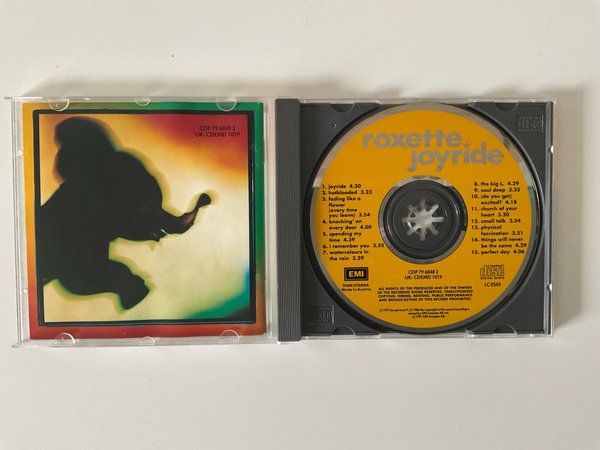 CDP 79 6048 2
UK: CDEMD 1019
roxette.
joyride
1. joyride 4.30
2. hotblooded 3.23
3. fading like a
flower
(every time
you leave) 3.54
4. knocking' on
every door 4.00
5. spending my
time 4.39
6. i remember you 3.55
7. watercolours in
the rain 3.39
8. the big L. 4.29
9. soul deep 3.35
10. (do you get)
excited? 4.18
11. church of your
heart 3.20
12. small talk 3.54
13. physical
fascination 3.31
14. things will never
be the same 4.29
15. perfect day 4.06
EMI
BIEM/STEMRA
Made in Austria
CDP 79 6048 2
UK: CDEMD 1019
COMPACT
disc
DIGITAL AUDIO
LC 0542
ALL RIGHTS OF THE PRODUCER AND OF THE OWNER
OF THE RECORDED WORK RESERVED. UNAUTHORISED
COPYING, HIRING, RENTING, PUBLIC PERFORMANCE
AND BROADCASTING OF THIS RECORD PROHIBITED.